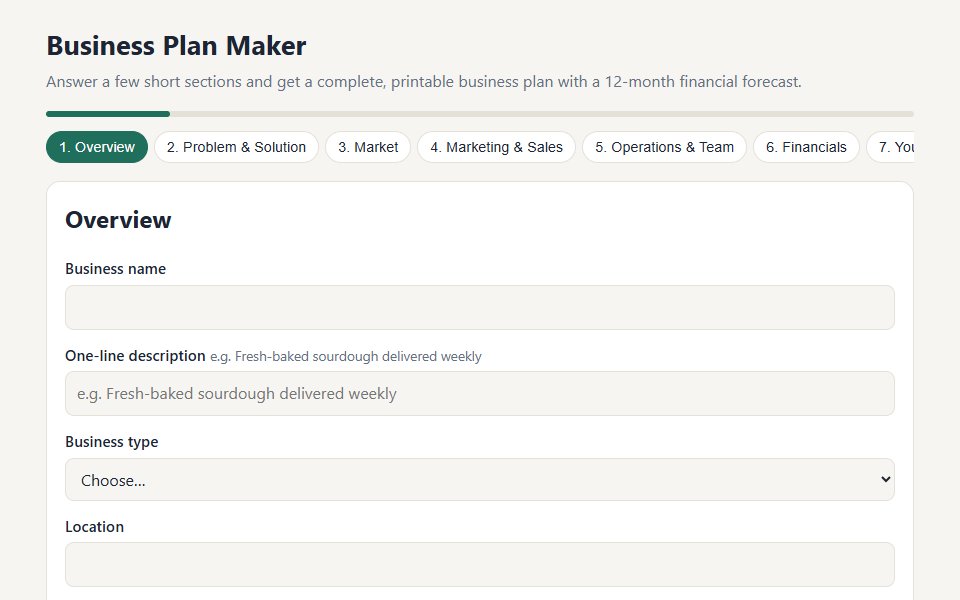 Business Plan Maker
Answer a few short sections and get a complete, printable business plan with a 12-month financial forecast.
1. Overview
2. Problem & Solution
3. Market
4. Marketing & Sales
5. Operations & Team
6. Financials
7. You
Overview
Business name
One-line description e.g. Fresh-baked sourdough delivered weekly
e.g. Fresh-baked sourdough delivered weekly
Business type
Choose...
Location